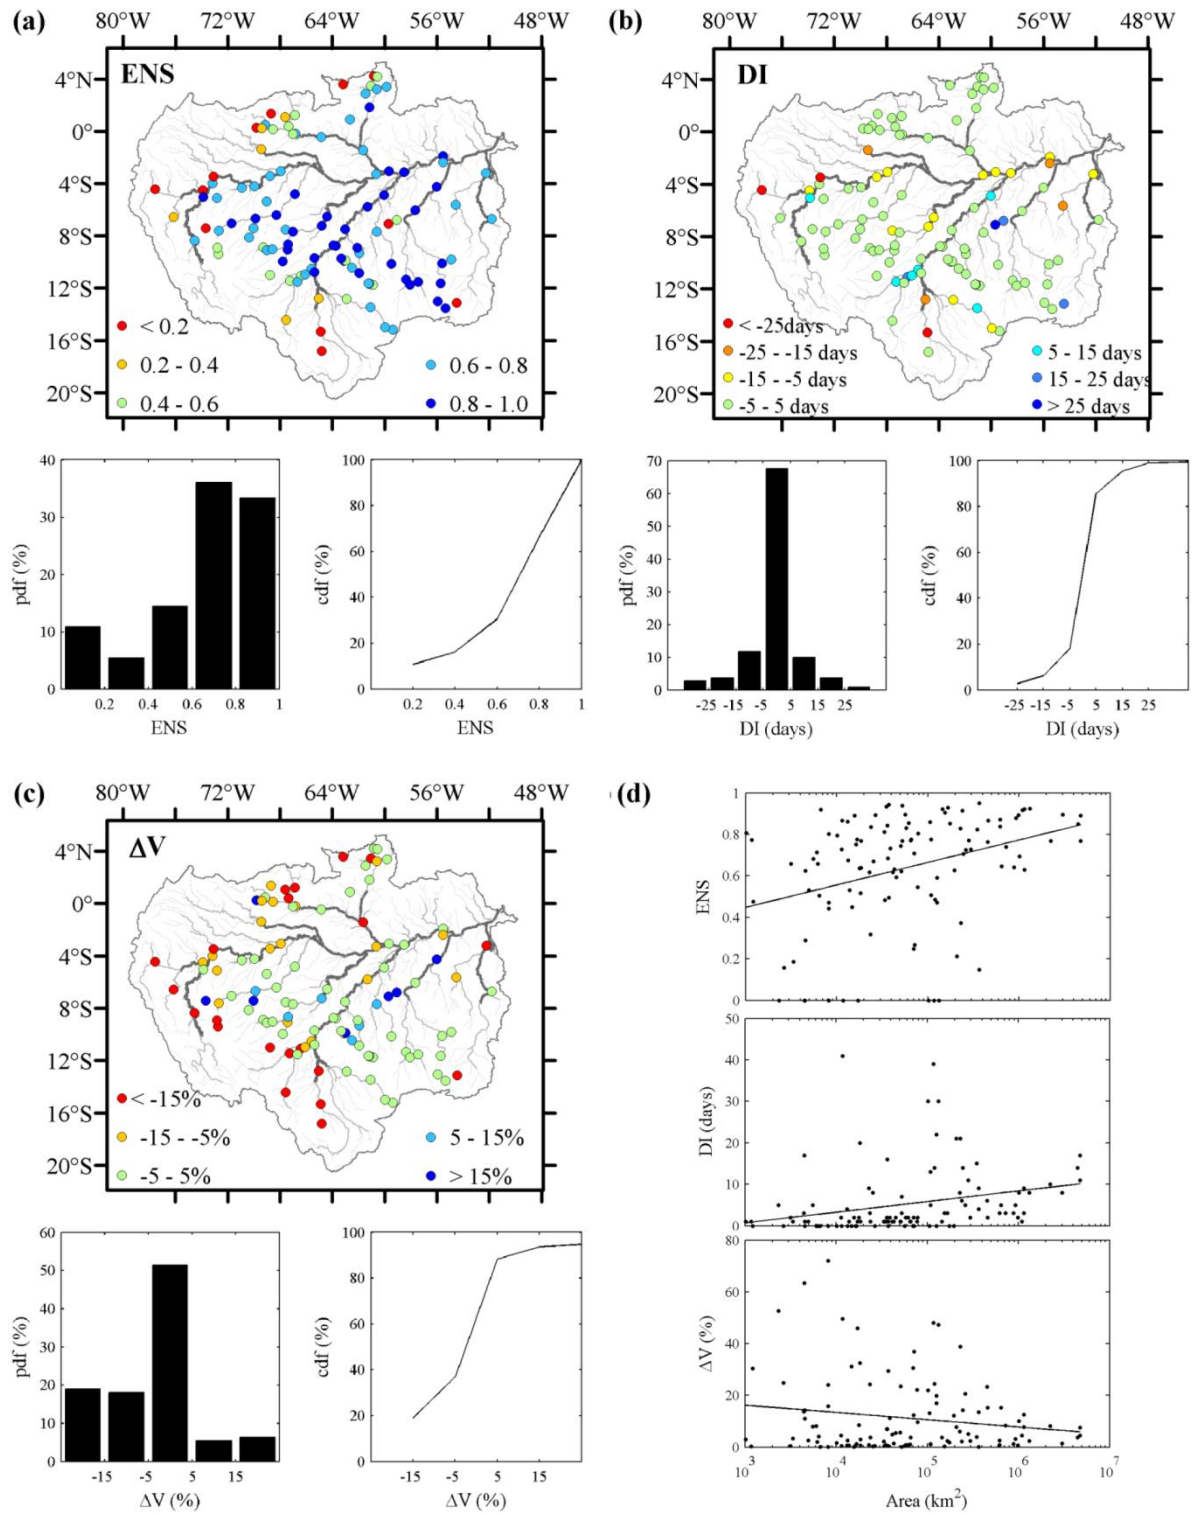 (a)
80°W 72°W 64°W 56°W 48°W
ENS
4°N
0°
4°S
8°S
12°S
16°S
20°S
< 0.2
0.2 - 0.4
0.4 - 0.6
0.6 - 0.8
0.8 - 1.0
40
30
20
10
0
pdf (%)
0.2 0.4 0.6 0.8 1
ENS
100
80
60
40
20
0
cdf (%)
0.2 0.4 0.6 0.8 1
ENS
(b)
80°W 72°W 64°W 56°W 48°W
DI
4°N
0°
4°S
8°S
12°S
16°S
20°S
< -25days
-25 - -15 days
-15 - -5 days
-5 - 5 days
5 - 15 days
15 - 25 days
> 25 days
70
60
50
40
30
20
10
0
pdf (%)
-25 -15 -5 5 15 25
DI (days)
100
80
60
40
20
0
cdf (%)
-25 -15 -5 5 15 25
DI (days)
(c)
80°W 72°W 64°W 56°W 48°W
ΔV
4°N
0°
4°S
8°S
12°S
16°S
20°S
< -15%
-15 - -5%
-5 - 5%
5 - 15%
> 15%
60
50
40
30
20
10
0
pdf (%)
-15 -5 5 15
ΔV (%)
100
80
60
40
20
0
cdf (%)
-15 -5 5 15
ΔV (%)
(d)
1
0.8
0.6
0.4
0.2
0
ENS
50
40
30
20
10
0
DI (days)
80
60
40
20
0
ΔV (%)
10³ 10⁴ 10⁵ 10⁶ 10⁷
Area (km²)